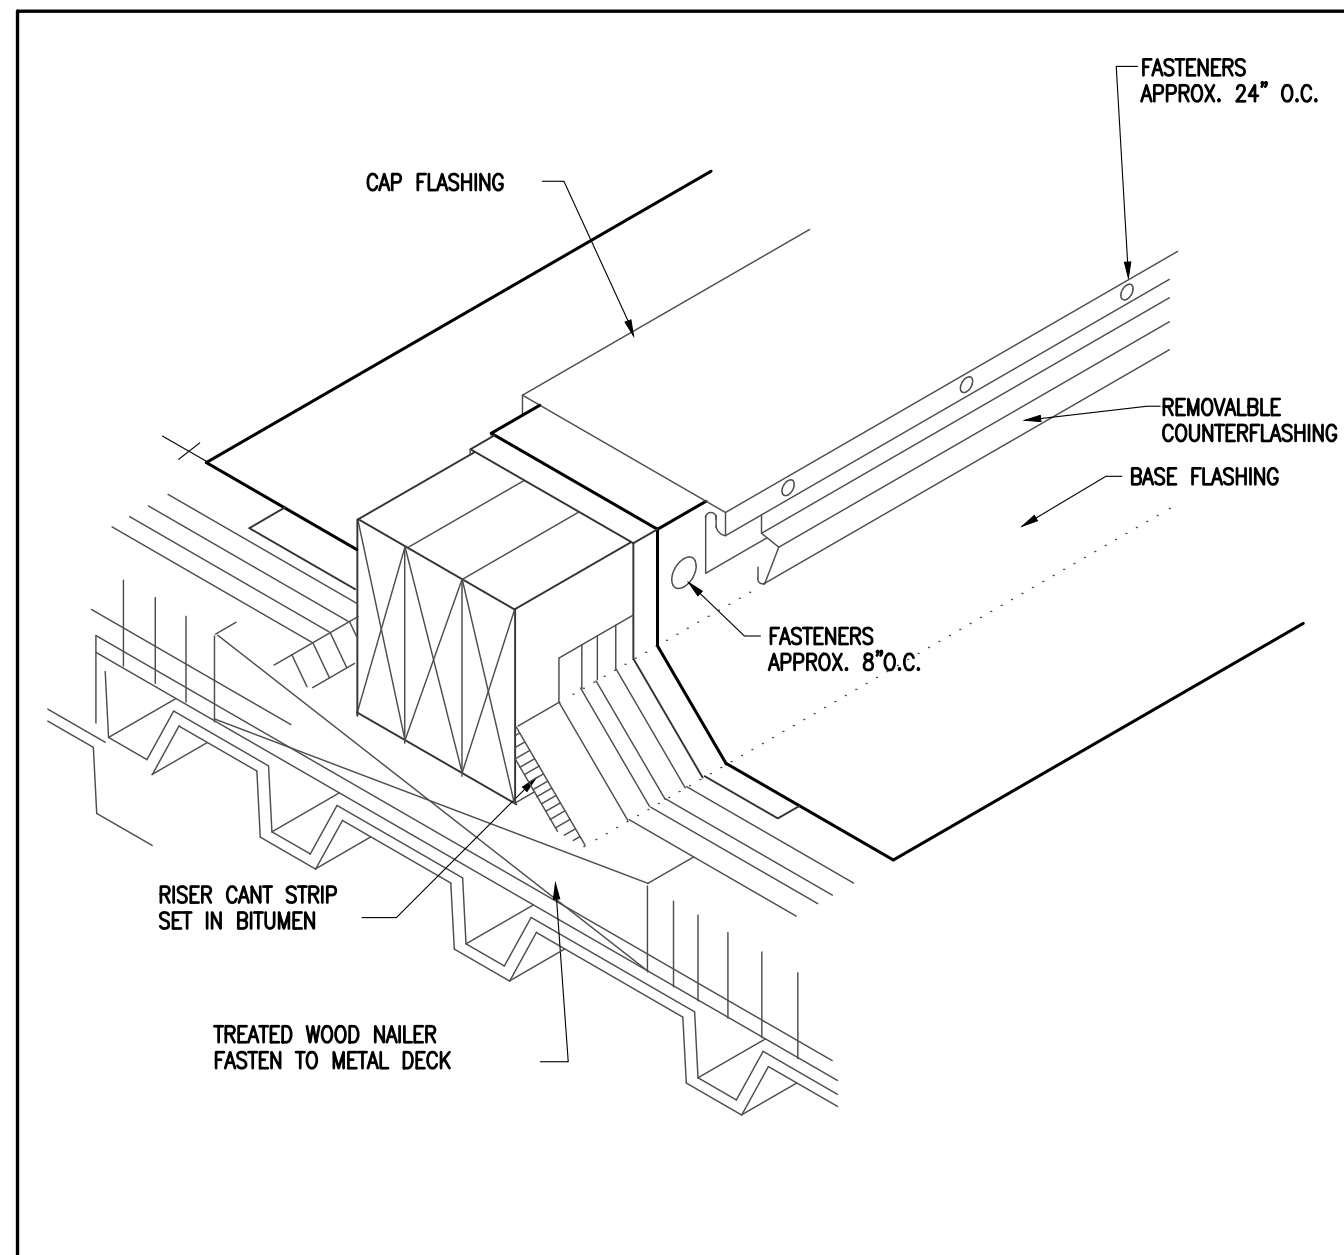 FASTENERS
APPROX. 24" O.C.
CAP FLASHING
REMOVALBLE
COUNTERFLASHING
BASE FLASHING
FASTENERS
APPROX. 8"O.C.
RISER CANT STRIP
SET IN BITUMEN
TREATED WOOD NAILER
FASTEN TO METAL DECK